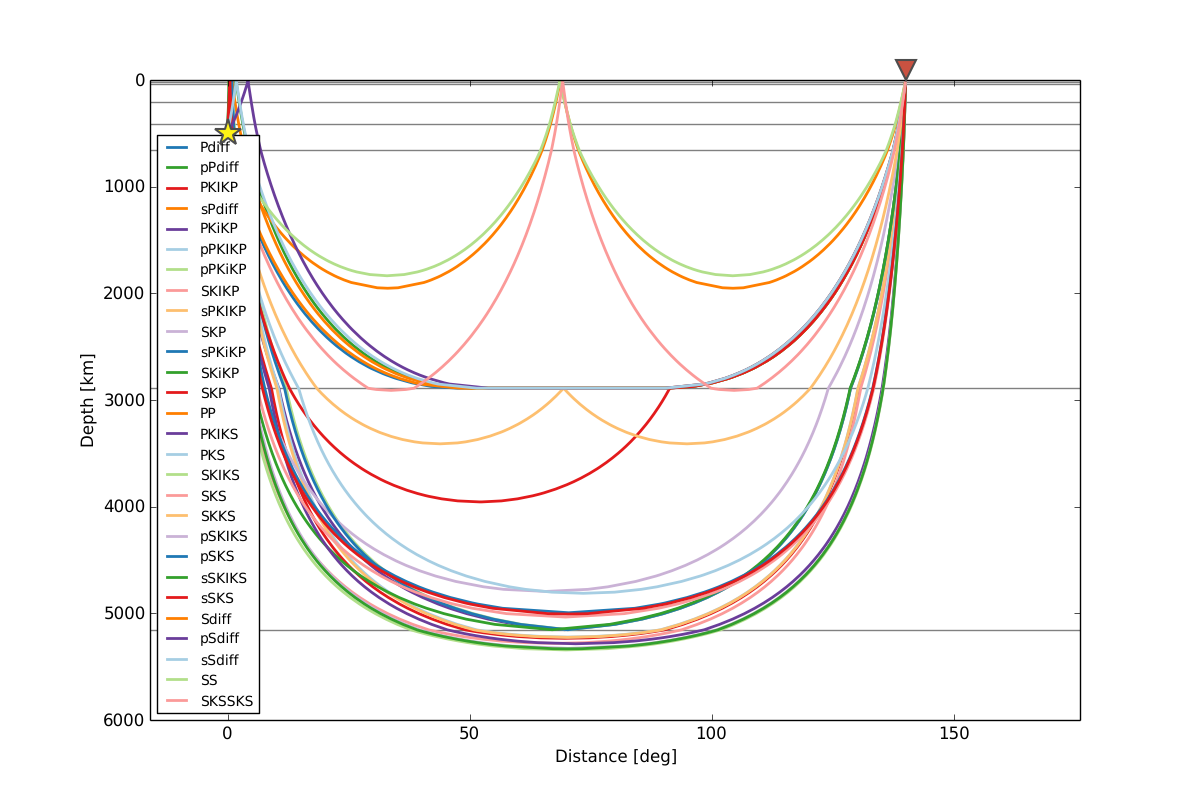 0
1000
2000
3000
4000
5000
6000
Depth [km]
Pdiff
pPdiff
PKIKP
sPdiff
PKiKP
pPKIKP
pPKiKP
SKIKP
sPKIKP
SKP
sPKiKP
SKiKP
SKP
PP
PKIKS
PKS
SKIKS
SKS
SKKS
pSKIKS
pSKS
sSKIKS
sSKS
Sdiff
pSdiff
sSdiff
SS
SKSSKS
0 50 100 150
Distance [deg]